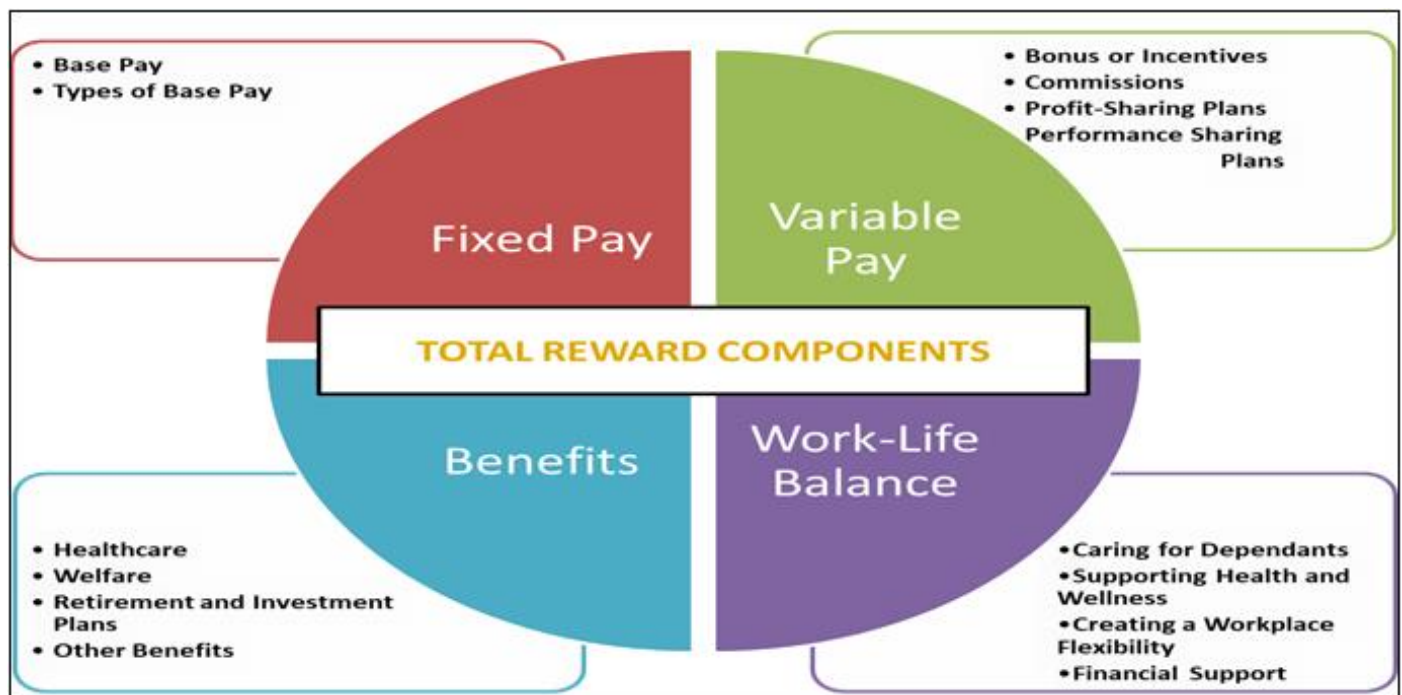 • Base Pay
• Types of Base Pay
• Bonus or Incentives
• Commissions
• Profit-Sharing Plans
Performance Sharing
Plans
Fixed Pay
Variable
Pay
TOTAL REWARD COMPONENTS
Benefits
Work-Life
Balance
• Healthcare
• Welfare
• Retirement and Investment
Plans
• Other Benefits
•Caring for Dependants
•Supporting Health and
Wellness
•Creating a Workplace
Flexibility
•Financial Support